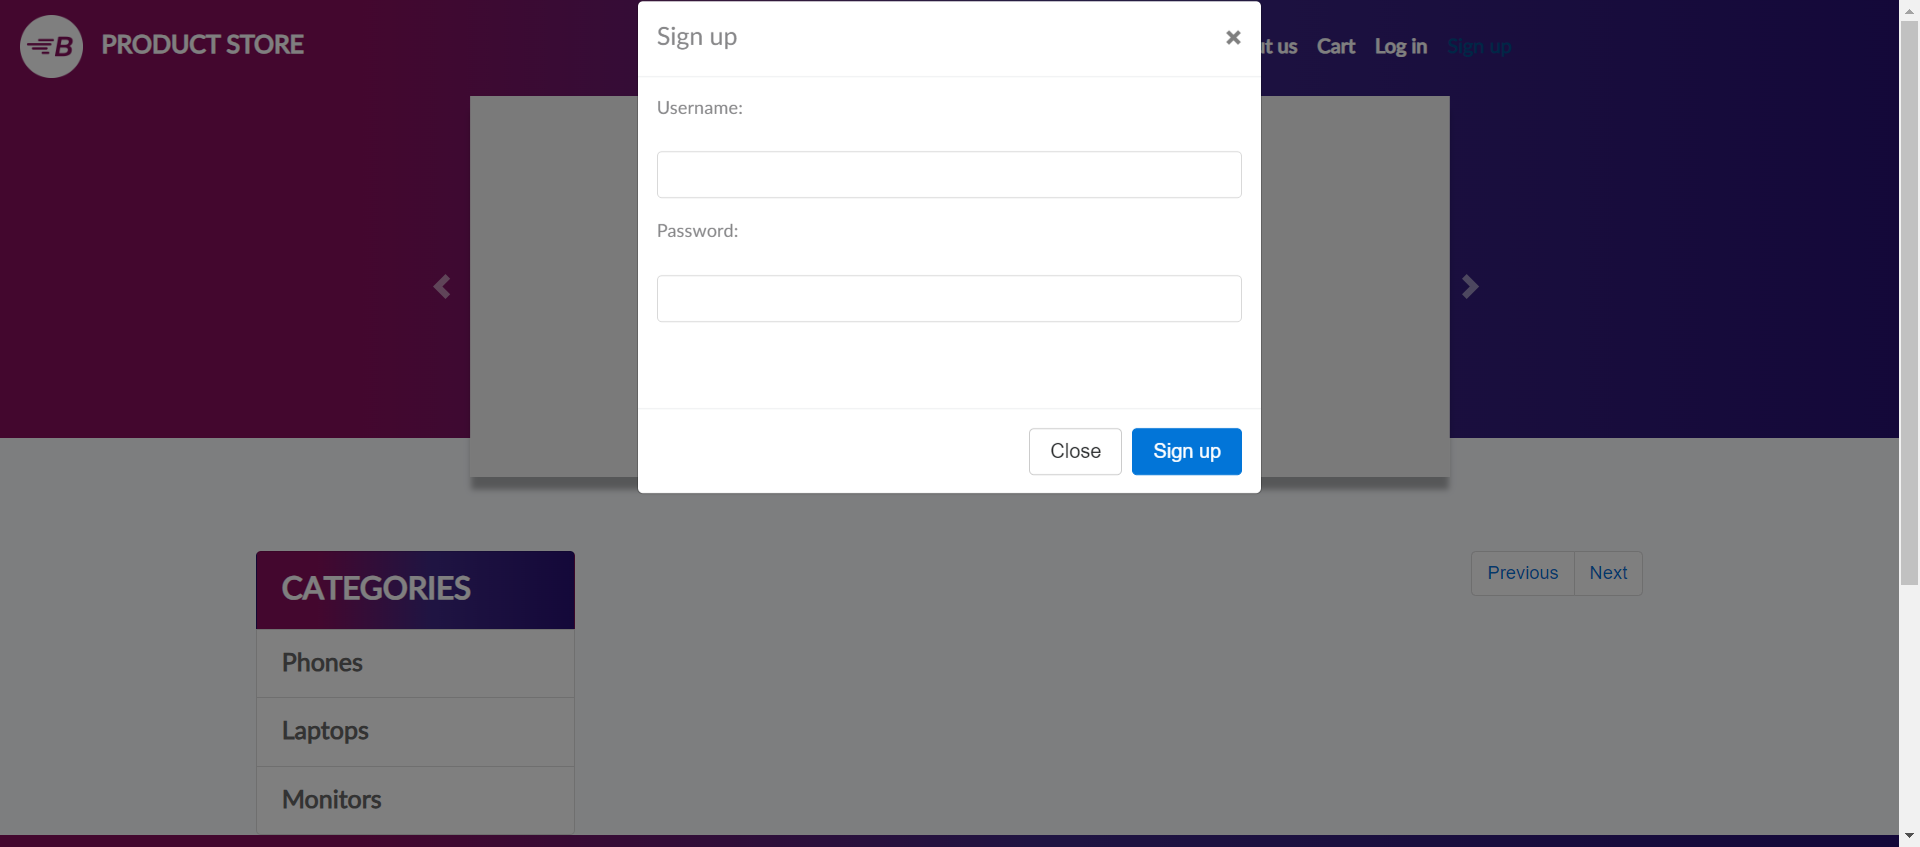 B PRODUCT STORE
ut us Cart Log in Sign up
Sign up
Username:
Password:
Close Sign up
CATEGORIES
Phones
Laptops
Monitors
Previous Next